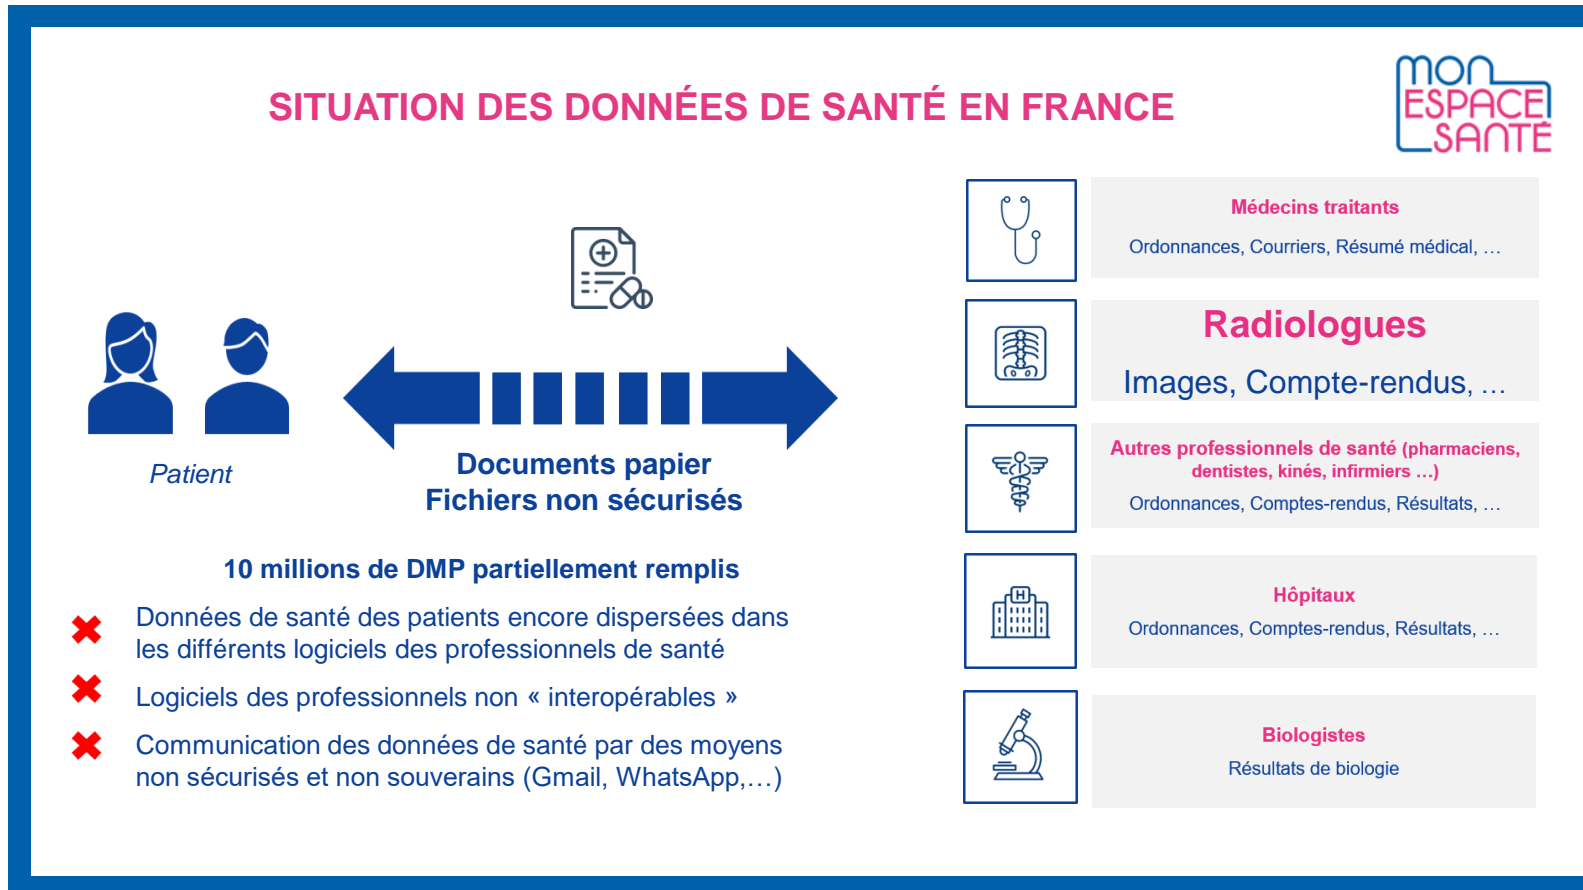 SITUATION DES DONNÉES DE SANTÉ EN FRANCE
mon
ESPACE
SANTÉ
Patient
Documents papier
Fichiers non sécurisés
10 millions de DMP partiellement remplis
Données de santé des patients encore dispersées dans
les différents logiciels des professionnels de santé
Logiciels des professionnels non « interopérables »
Communication des données de santé par des moyens
non sécurisés et non souverains (Gmail, WhatsApp,…)
Médecins traitants
Ordonnances, Courriers, Résumé médical, …
Radiologues
Images, Compte-rendus, …
Autres professionnels de santé (pharmaciens,
dentistes, kinés, infirmiers …)
Ordonnances, Comptes-rendus, Résultats, …
H
Hôpitaux
Ordonnances, Comptes-rendus, Résultats, …
Biologistes
Résultats de biologie